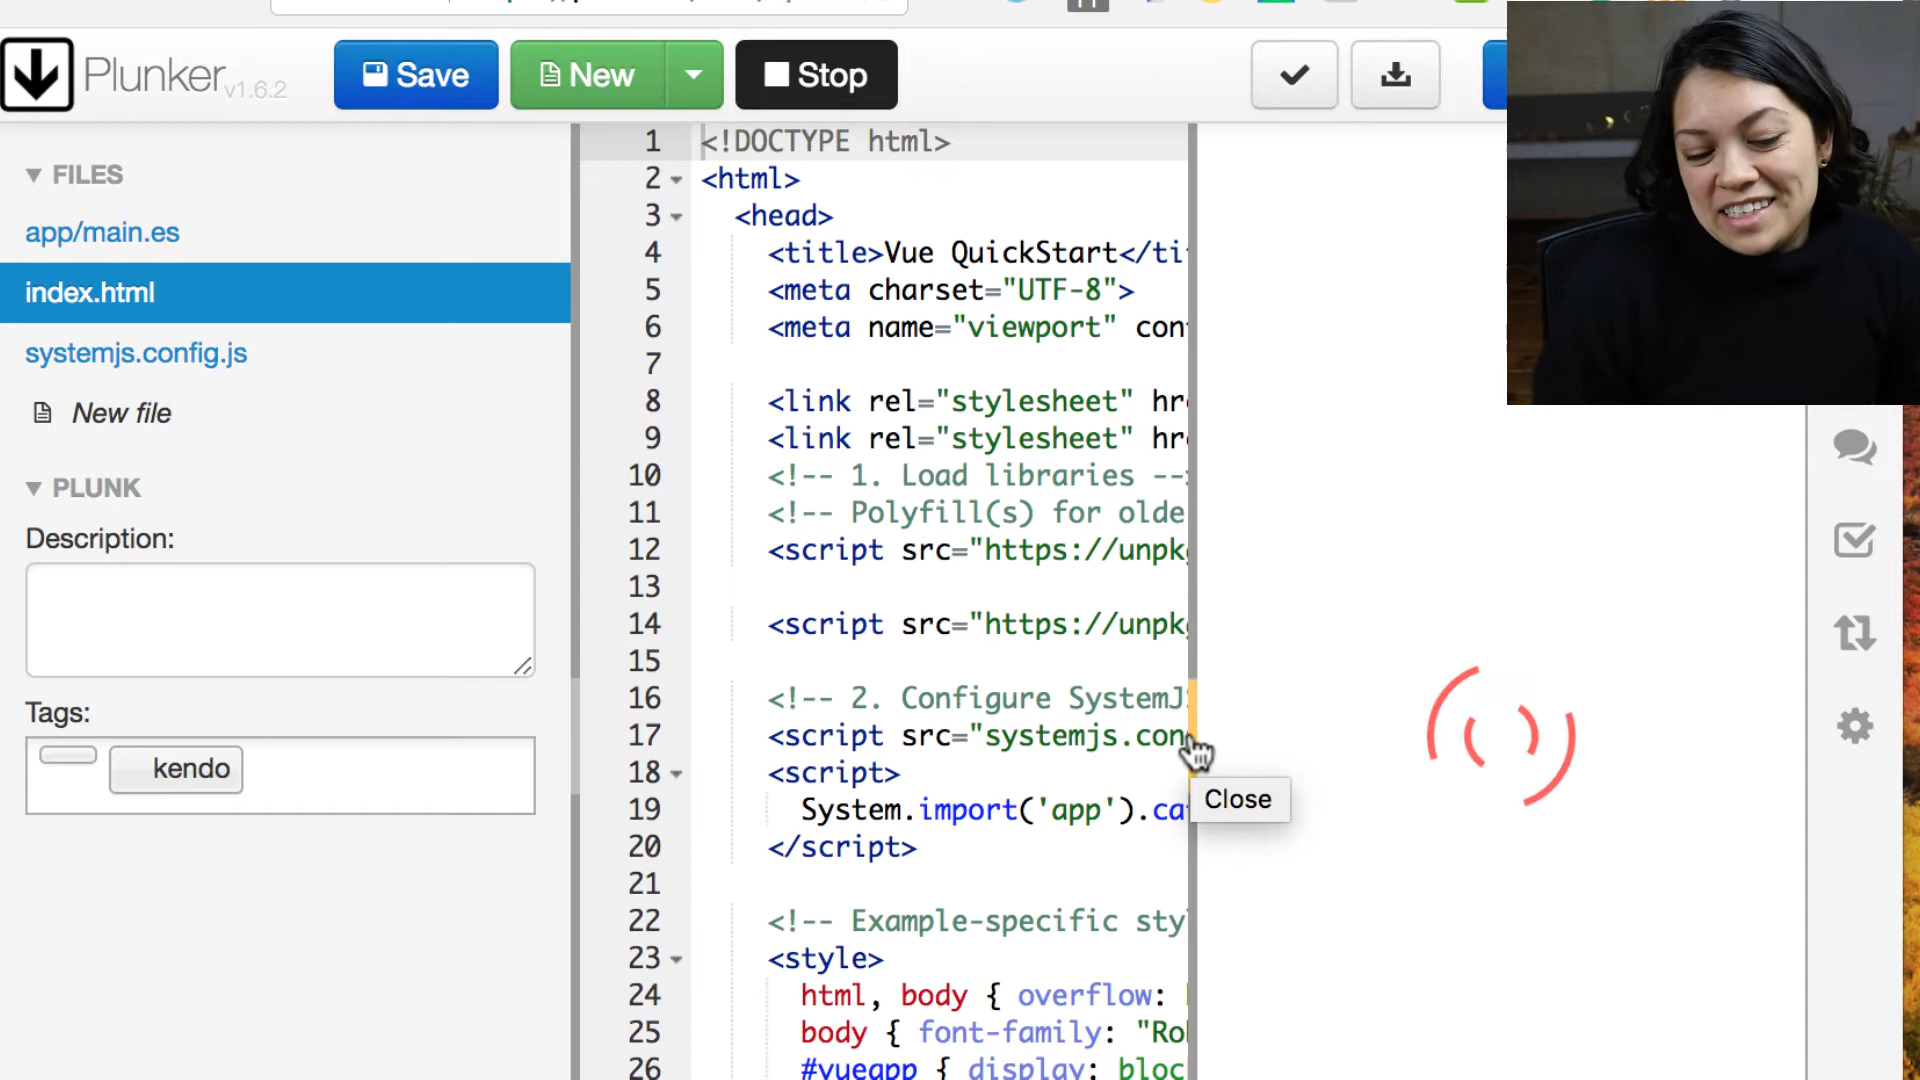 Plunker v1.6.2
Save
New
Stop
FILES
app/main.es
index.html
systemjs.config.js
New file
PLUNK
Description:
Tags:
kendo
1 <!DOCTYPE html>
2 <html>
3 <head>
4 <title>Vue QuickStart</ti
5 <meta charset="UTF-8">
6 <meta name="viewport" con
7
8 <link rel="stylesheet" hr
9 <link rel="stylesheet" hr
10 <!-- 1. Load libraries --
11 <!-- Polyfill(s) for olde
12 <script src="https://unpk
13
14 <script src="https://unpk
15
16 <!-- 2. Configure SystemJ
17 <script src="systemjs.con
18 <script>
19 System.import('app').ca
20 </script>
21
22 <!-- Example-specific sty
23 <style>
24 html, body { overflow:
25 body { font-family: "Ro
26 #vueapp { display: bloc
Close